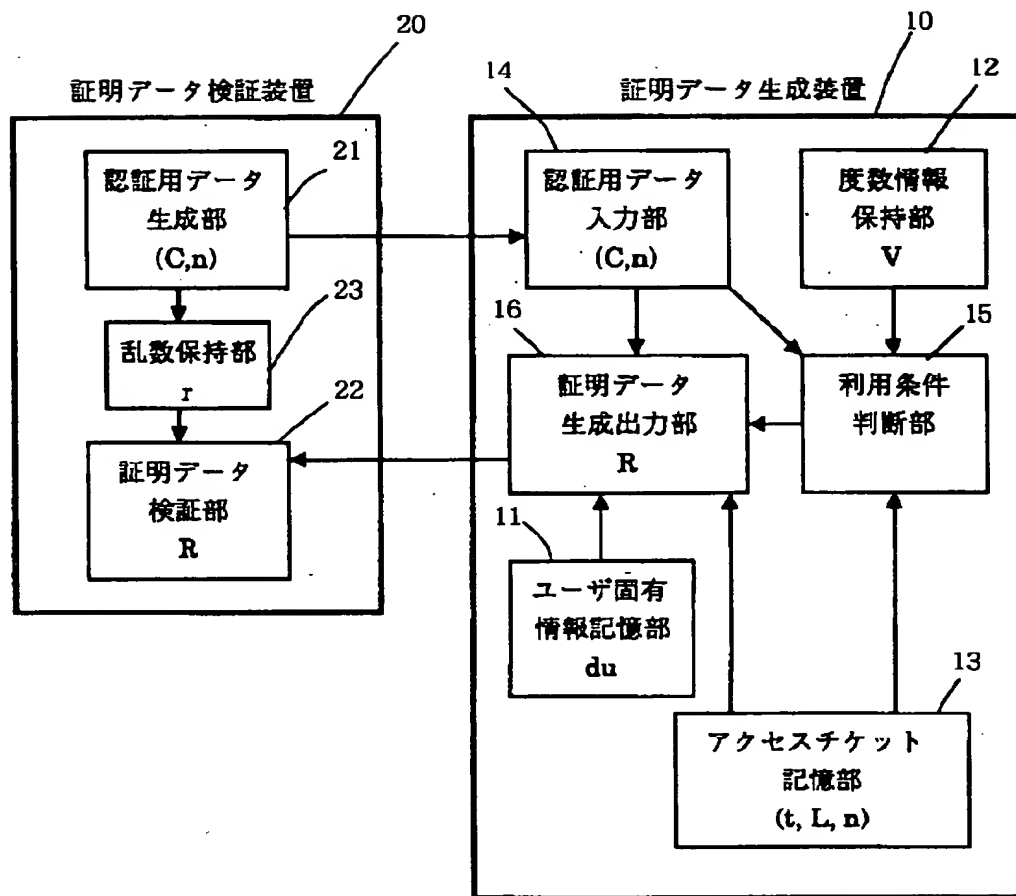 20
証明データ検証装置
認証用データ
生成部
(C,n)
21
乱数保持部
r
23
証明データ
検証部
R
22
10
証明データ生成装置
14
認証用データ
入力部
(C,n)
12
度数情報
保持部
V
16
証明データ
生成出力部
R
15
利用条件
判断部
11
ユーザ固有
情報記憶部
du
13
アクセスチケット
記憶部
(t, L, n)